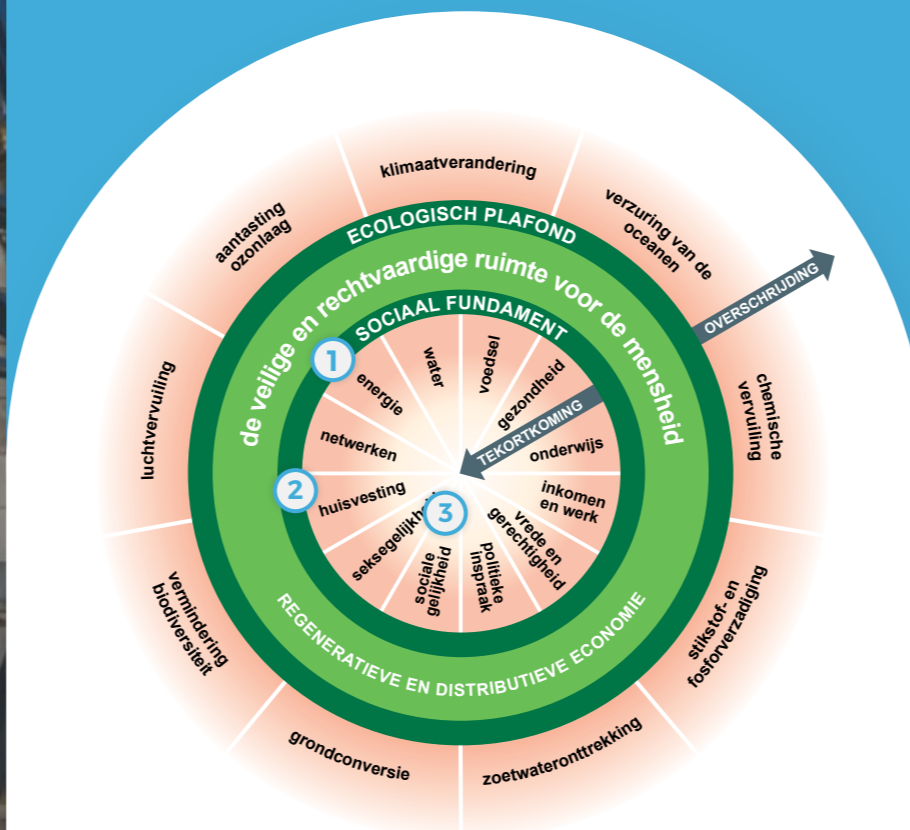 klimaatverandering
verzuring van de
oceanen
chemische
vervuiling
stikstof- en
fosforverzadiging
zoetwateronttrekking
grondconversie
vermindering
biodiversiteit
luchtvervuiling
aantasting
ozonlaag
ECOLOGISCH PLAFOND
OVERSCHRIJDING
de veilige en rechtvaardige ruimte voor de mensheid
SOCIAAL FUNDAMENT
1
2
3
water
voedsel
gezondheid
TEKORTKOMING
onderwijs
inkomen
en werk
vrede en
gerechtigheid
politieke
inspraak
sociale
gelijkheid
huisvesting
netwerken
energie
REGENERATIEVE EN DISTRIBUTIEVE ECONOMIE